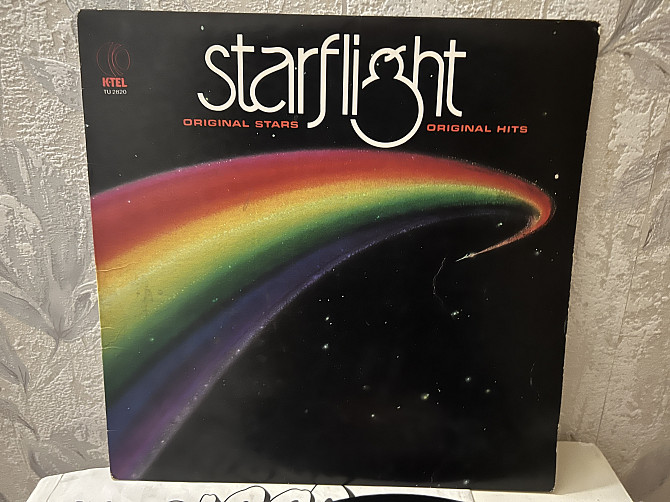 starflight
K-TEL
TU 2820
ORIGINAL STARS
ORIGINAL HITS